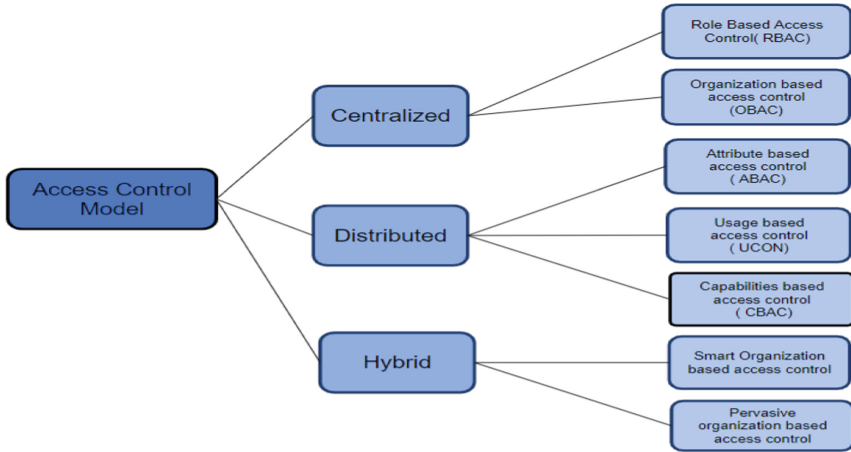 Access Control
Model
Centralized
Role Based Access
Control( RBAC)
Organization based
access control
(OBAC)
Distributed
Attribute based
access control
( ABAC)
Usage based
access control
( UCON)
Capabilities based
access control
( CBAC)
Hybrid
Smart Organization
based access control
Pervasive
organization based
access control